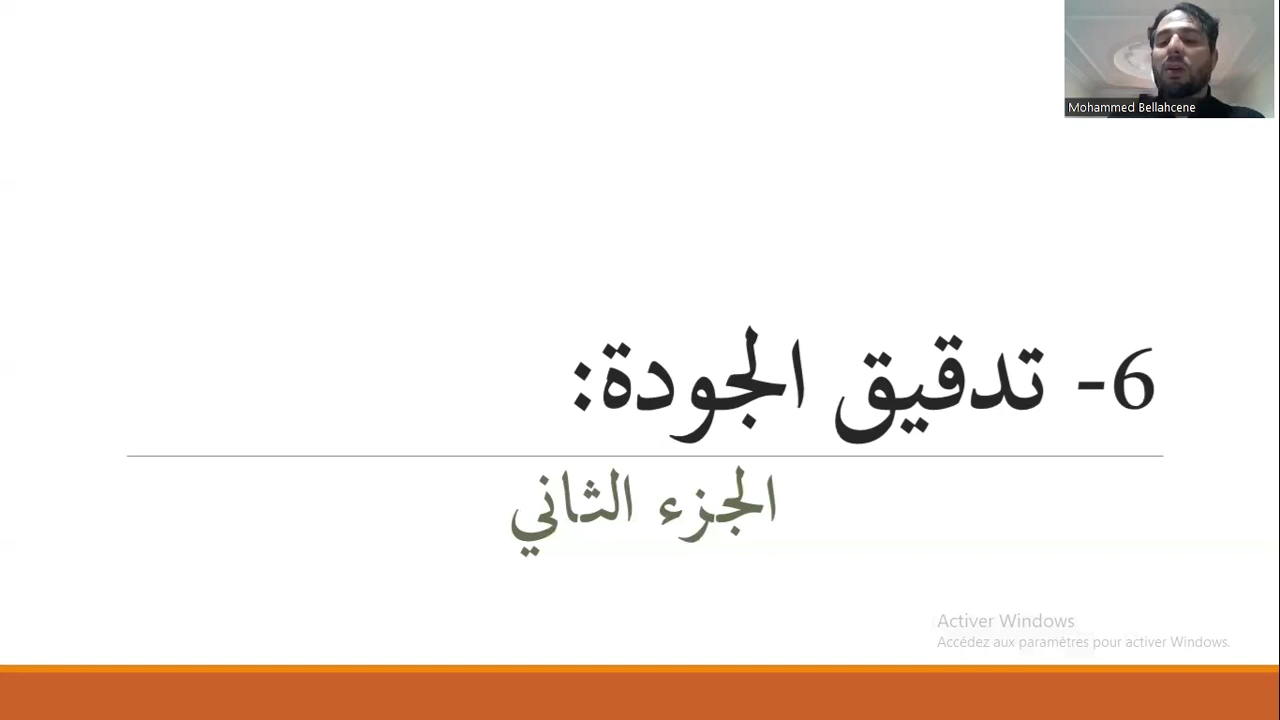 Mohammed Bellahcene
6- تدقيق الجودة:
الجزء الثاني
Activer Windows
Accédez aux paramètres pour activer Windows.